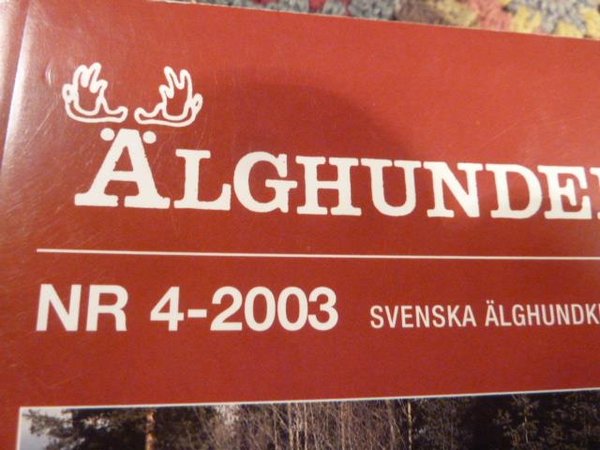 ÄLGHUNDE
NR 4-2003 SVENSKA ÄLGHUNDK